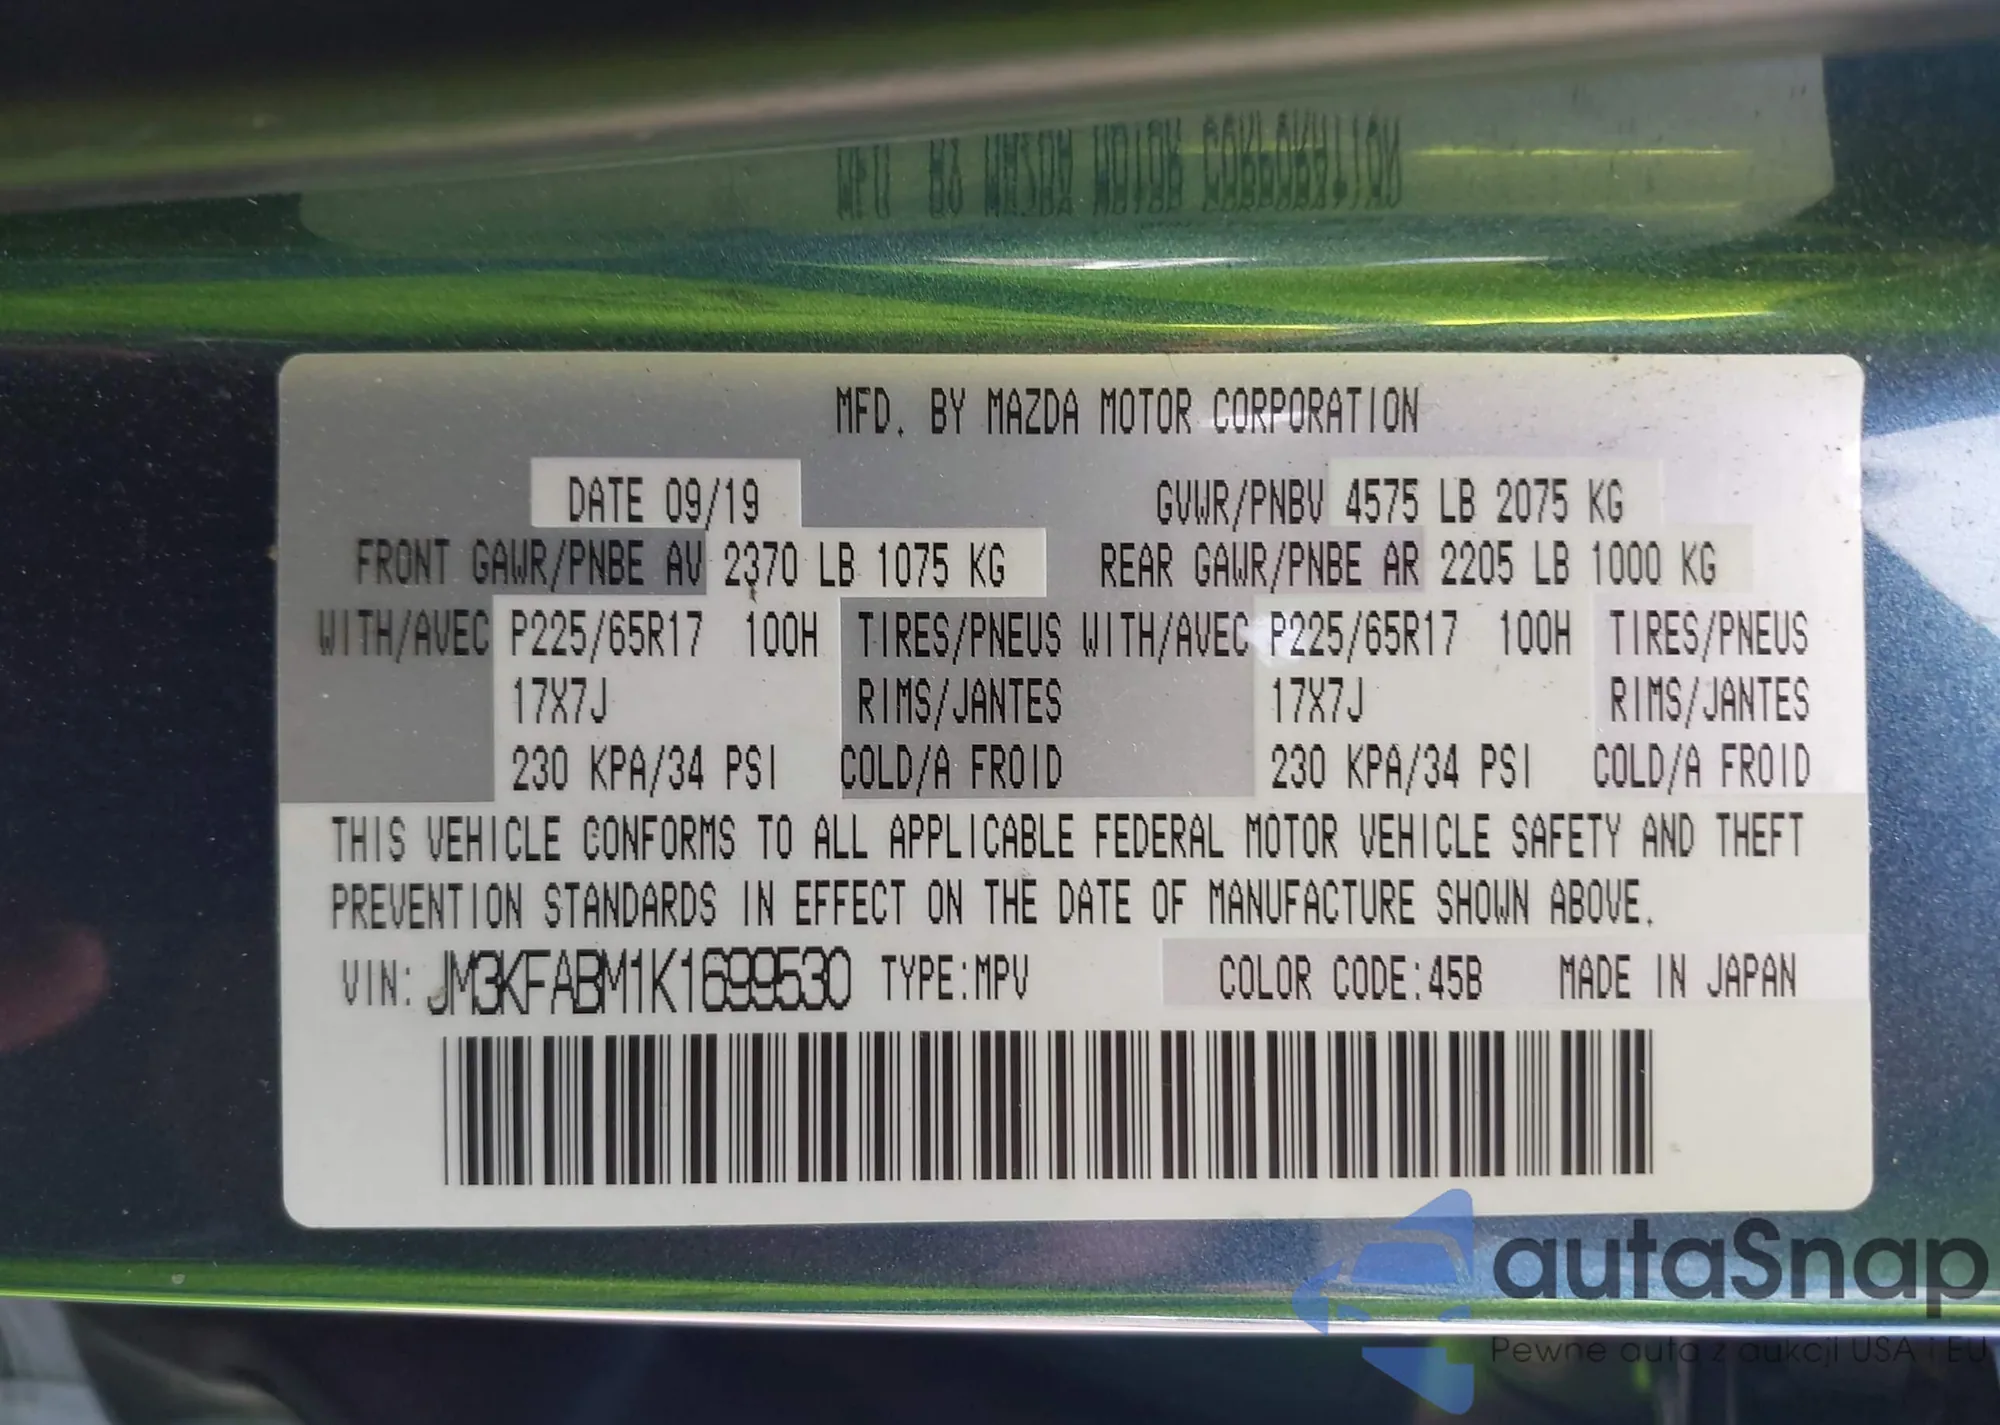 MFD. BY MAZDA MOTOR CORPORATION
DATE 09/19 GVWR/PNBV 4575 LB 2075 KG
FRONT GAWR/PNBE AV 2370 LB 1075 KG REAR GAWR/PNBE AR 2205 LB 1000 KG
WITH/AVEC P225/65R17 100H TIRES/PNEUS WITH/AVEC P225/65R17 100H TIRES/PNEUS
17X7J RIMS/JANTES 17X7J RIMS/JANTES
230 KPA/34 PSI COLD/A FROID 230 KPA/34 PSI COLD/A FROID
THIS VEHICLE CONFORMS TO ALL APPLICABLE FEDERAL MOTOR VEHICLE SAFETY AND THEFT
PREVENTION STANDARDS IN EFFECT ON THE DATE OF MANUFACTURE SHOWN ABOVE.
VIN: JM3KFABM1K1699530 TYPE:MPV COLOR CODE:45B MADE IN JAPAN
autaSnap
Pewne auta z aukcji USA i EU